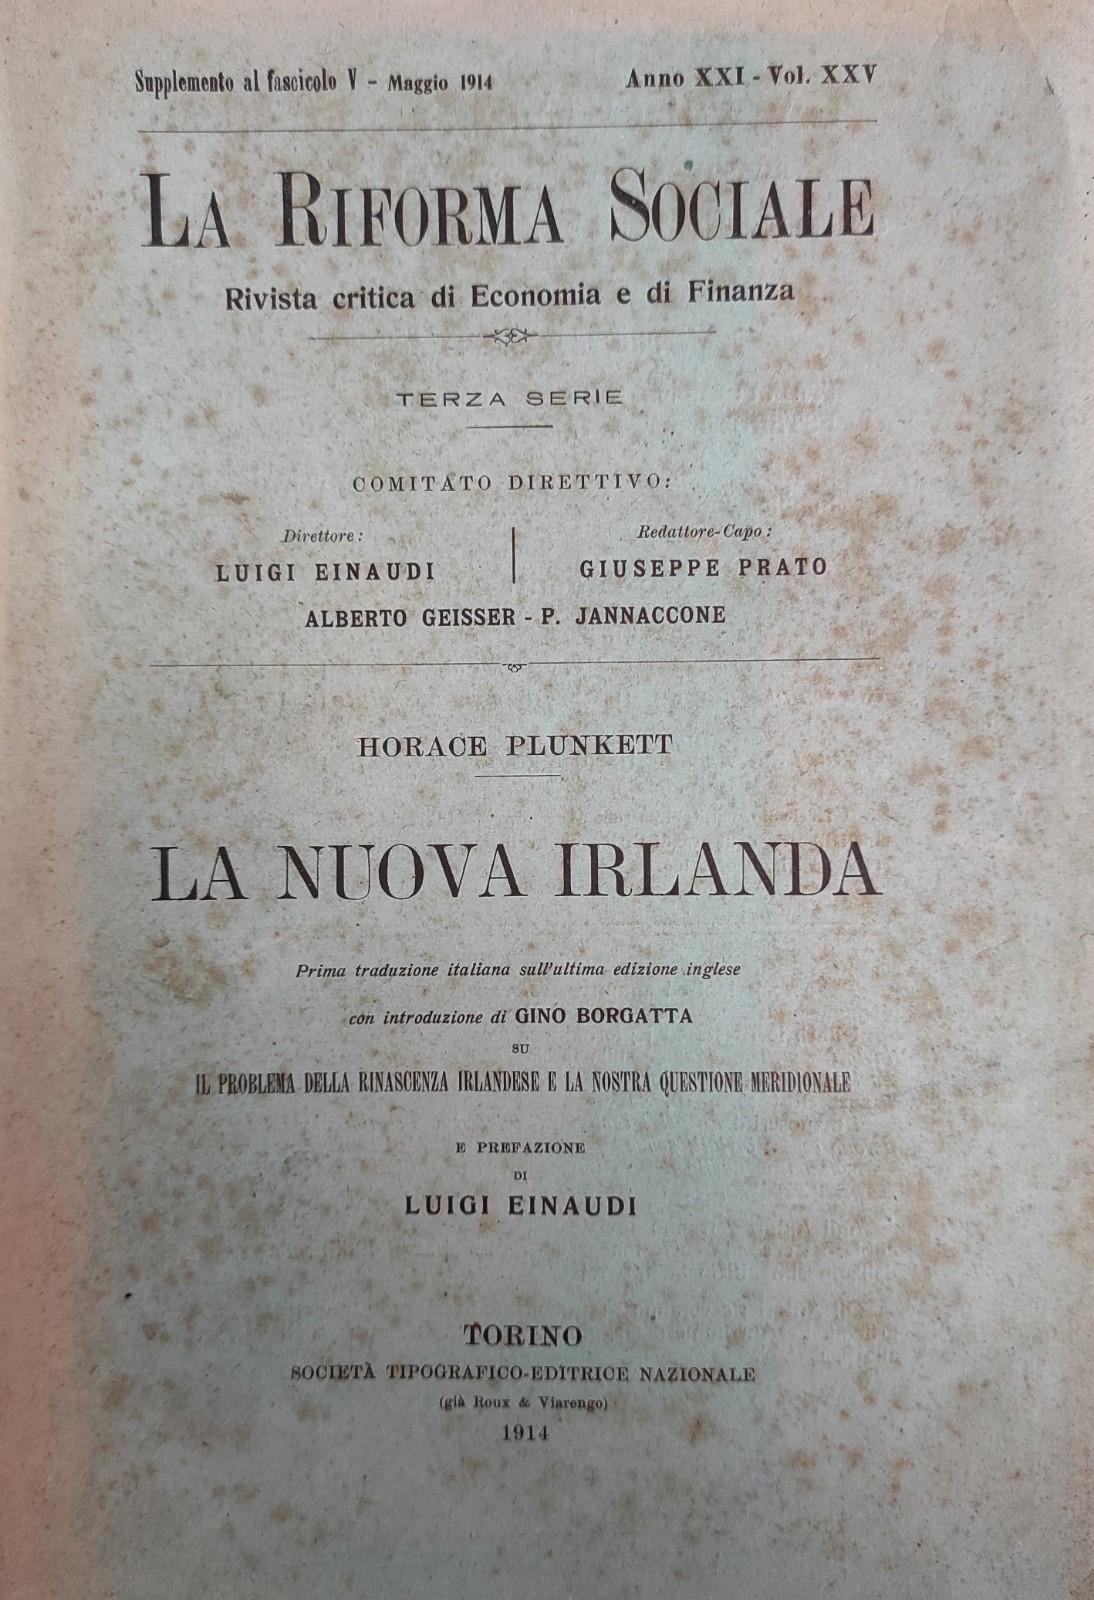 Supplemento al fascicolo V - Maggio 1914 Anno XXI - Vol. XXV
LA RIFORMA SOCIALE
Rivista critica di Economia e di Finanza
TERZA SERIE
COMITATO DIRETTIVO:
Direttore: Redattore-Capo:
LUIGI EINAUDI GIUSEPPE PRATO
ALBERTO GEISSER - P. JANNACCONE
HORACE PLUNKETT
LA NUOVA IRLANDA
Prima traduzione italiana sull'ultima edizione inglese
con introduzione di GINO BORGATTA
SU
IL PROBLEMA DELLA RINASCENZA IRLANDESE E LA NOSTRA QUESTIONE MERIDIONALE
E PREFAZIONE
DI
LUIGI EINAUDI
TORINO
SOCIETÀ TIPOGRAFICO-EDITRICE NAZIONALE
(già Roux & Viarengo)
1914